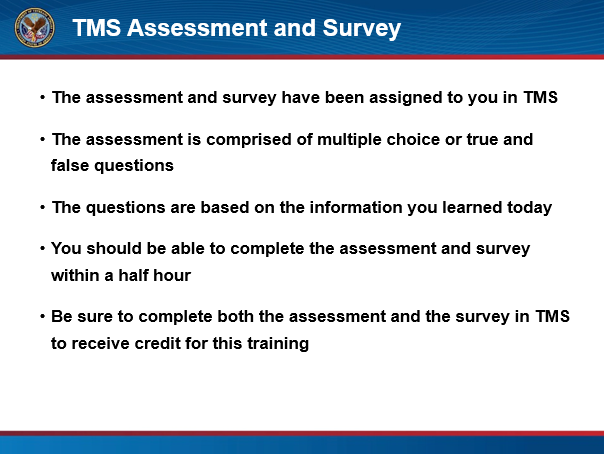 TMS Assessment and Survey
• The assessment and survey have been assigned to you in TMS
• The assessment is comprised of multiple choice or true and
false questions
• The questions are based on the information you learned today
• You should be able to complete the assessment and survey
within a half hour
• Be sure to complete both the assessment and the survey in TMS
to receive credit for this training